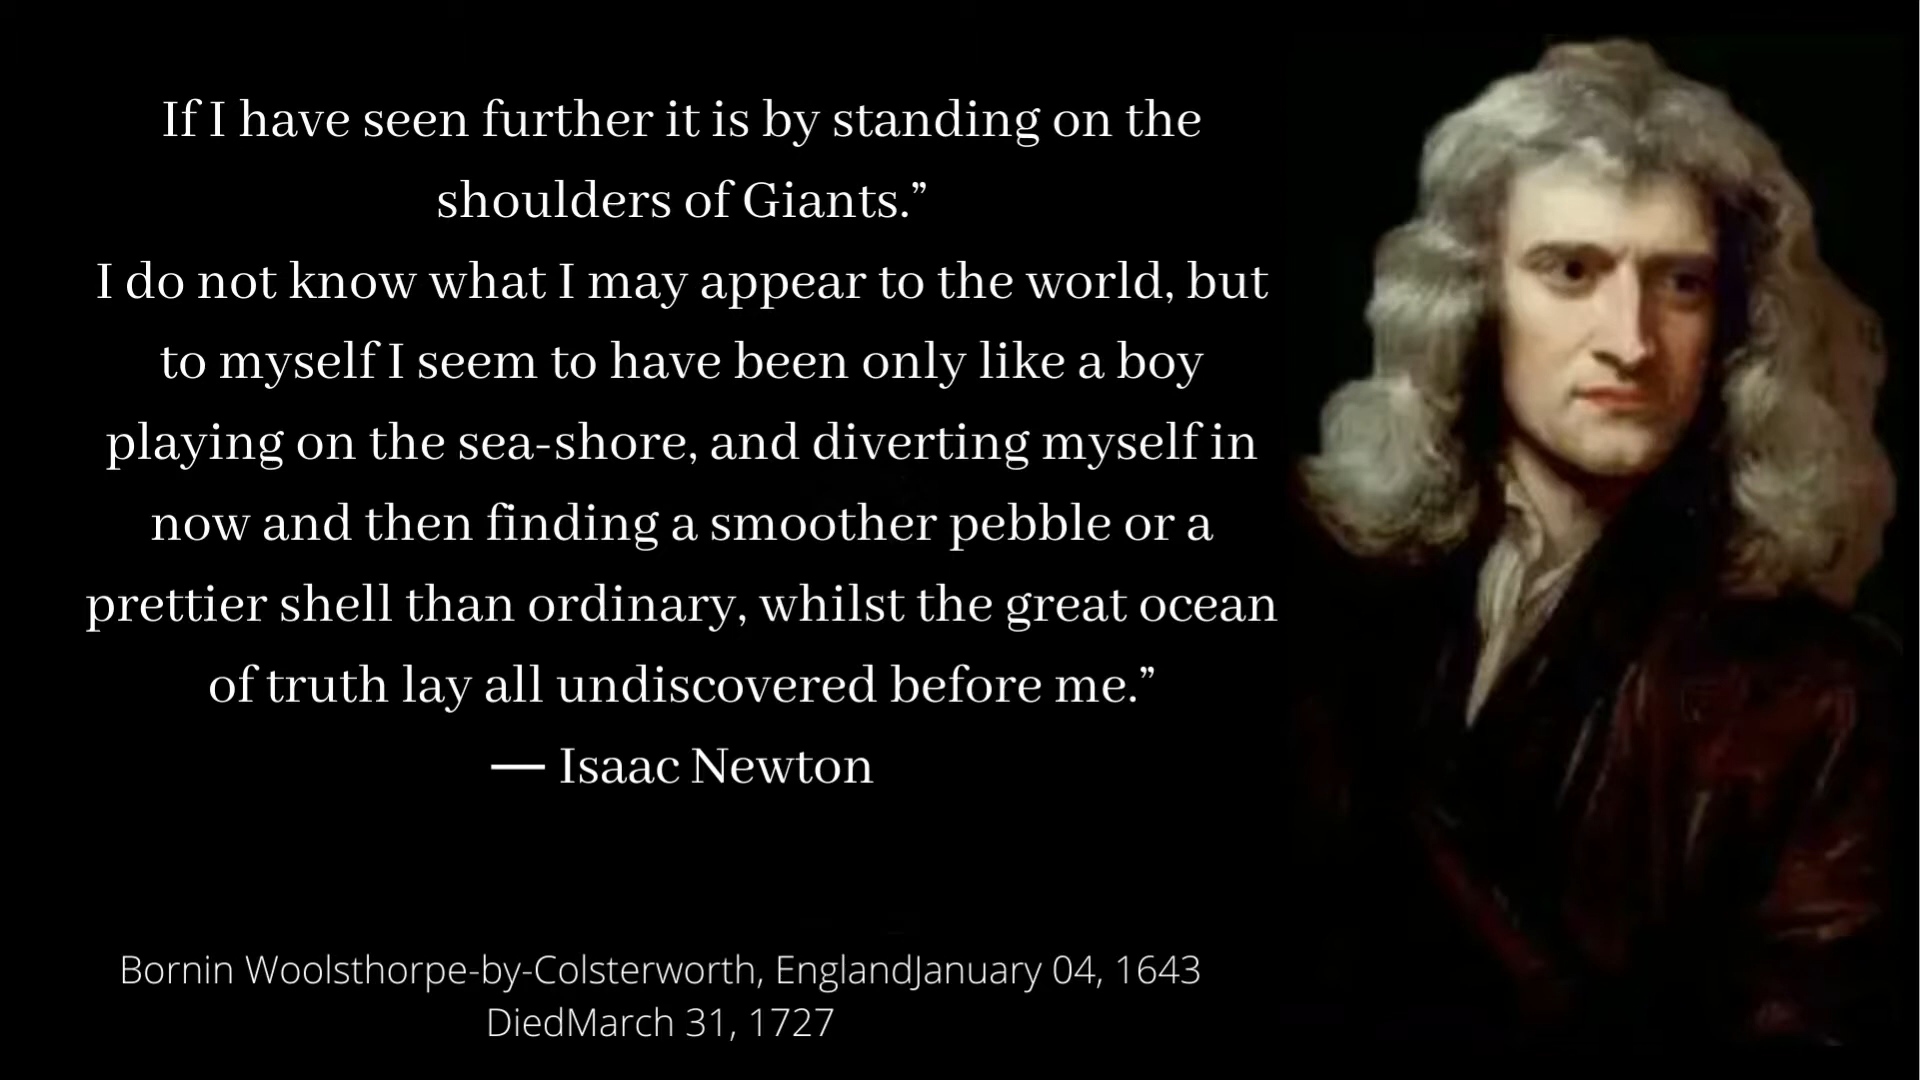 If I have seen further it is by standing on the
shoulders of Giants.”
I do not know what I may appear to the world, but
to myself I seem to have been only like a boy
playing on the sea-shore, and diverting myself in
now and then finding a smoother pebble or a
prettier shell than ordinary, whilst the great ocean
of truth lay all undiscovered before me.”
— Isaac Newton
Bornin Woolsthorpe-by-Colsterworth, EnglandJanuary 04, 1643
DiedMarch 31, 1727